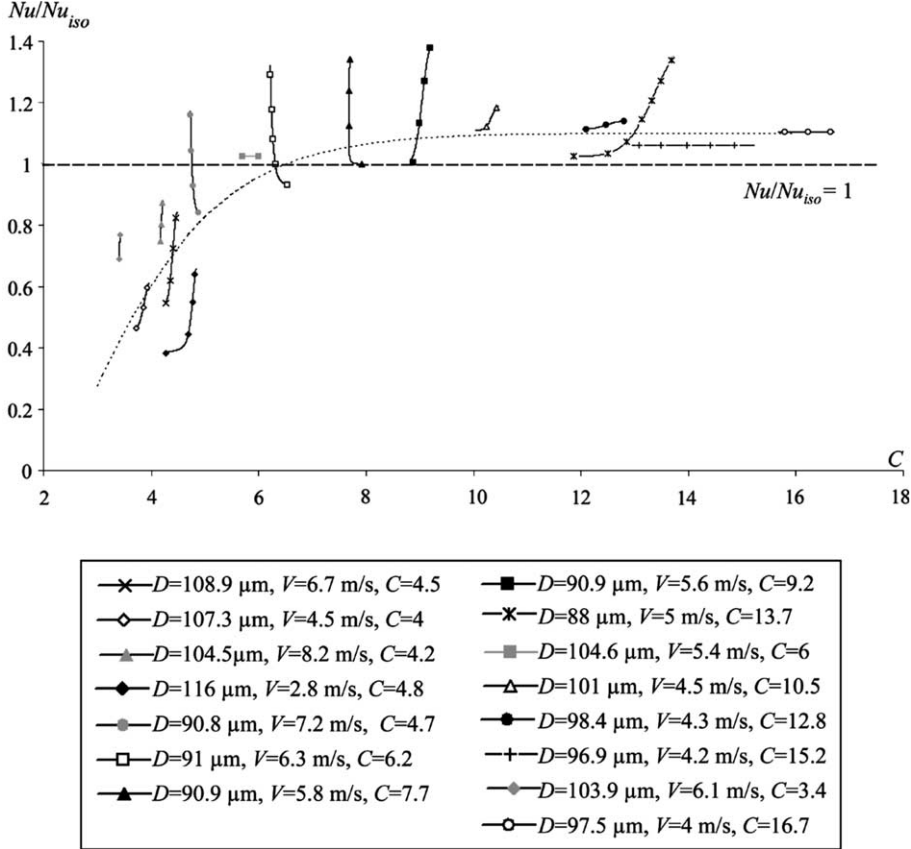 Nu/Nu_iso
1.4
1.2
1
0.8
0.6
0.4
0.2
0
Nu/Nu_iso = 1
C
2 4 6 8 10 12 14 16 18
D=108.9 µm, V=6.7 m/s, C=4.5
D=107.3 µm, V=4.5 m/s, C=4
D=104.5µm, V=8.2 m/s, C=4.2
D=116 µm, V=2.8 m/s, C=4.8
D=90.8 µm, V=7.2 m/s, C=4.7
D=91 µm, V=6.3 m/s, C=6.2
D=90.9 µm, V=5.8 m/s, C=7.7
D=90.9 µm, V=5.6 m/s, C=9.2
D=88 µm, V=5 m/s, C=13.7
D=104.6 µm, V=5.4 m/s, C=6
D=101 µm, V=4.5 m/s, C=10.5
D=98.4 µm, V=4.3 m/s, C=12.8
D=96.9 µm, V=4.2 m/s, C=15.2
D=103.9 µm, V=6.1 m/s, C=3.4
D=97.5 µm, V=4 m/s, C=16.7